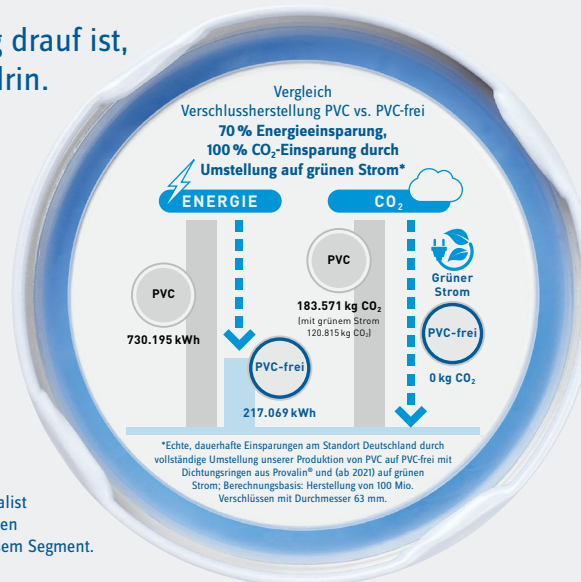 g drauf ist,
drin.
Vergleich
Verschlussherstellung PVC vs. PVC-frei
70 % Energieeinsparung,
100 % CO₂-Einsparung durch
Umstellung auf grünen Strom*
ENERGIE
CO₂
PVC
730.195 kWh
PVC-frei
217.069 kWh
PVC
183.571 kg CO₂
(mit grünem Strom
120.815 kg CO₂)
Grüner
Strom
PVC-frei
0 kg CO₂
*Echte, dauerhafte Einsparungen am Standort Deutschland durch
vollständige Umstellung unserer Produktion von PVC auf PVC-frei mit
Dichtungsringen aus Provalin® und (ab 2021) auf grünen
Strom; Berechnungsbasis: Herstellung von 100 Mio.
Verschlüssen mit Durchmesser 63 mm.
alist
en
sem Segment.